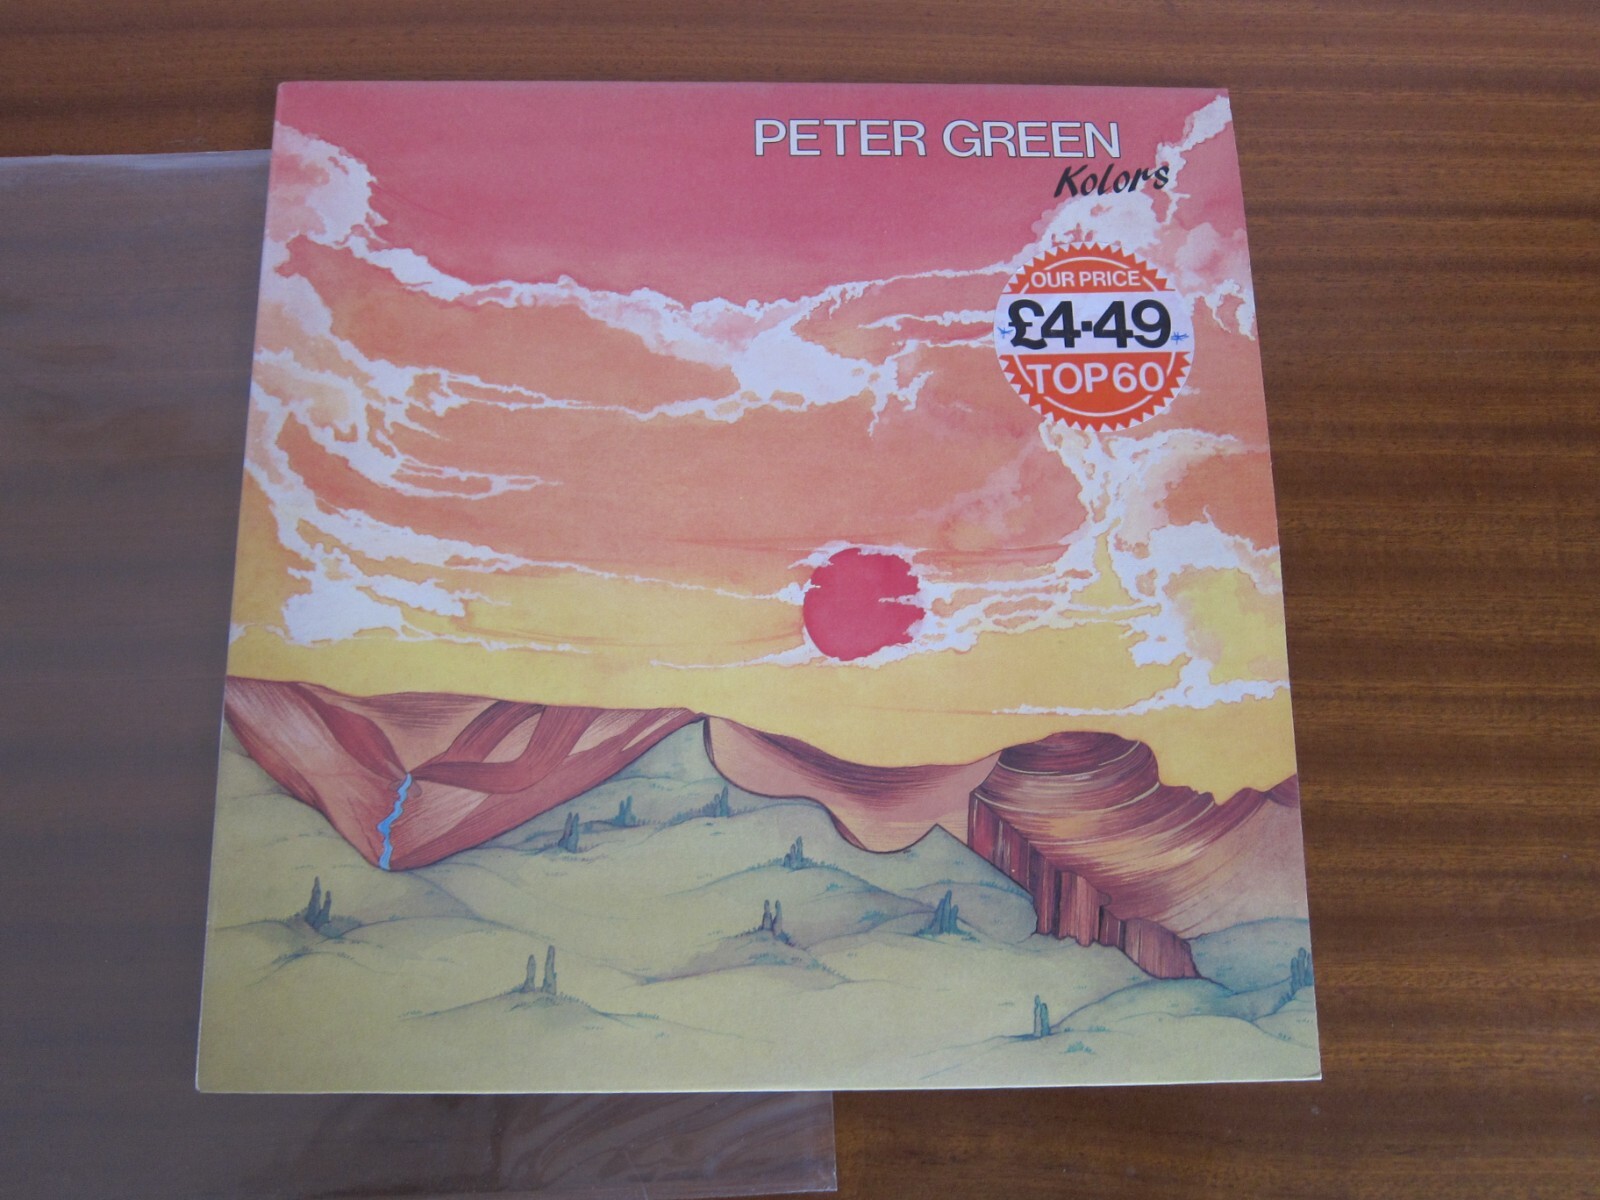 PETER GREEN
Kolors
OUR PRICE
£4·49
TOP 60